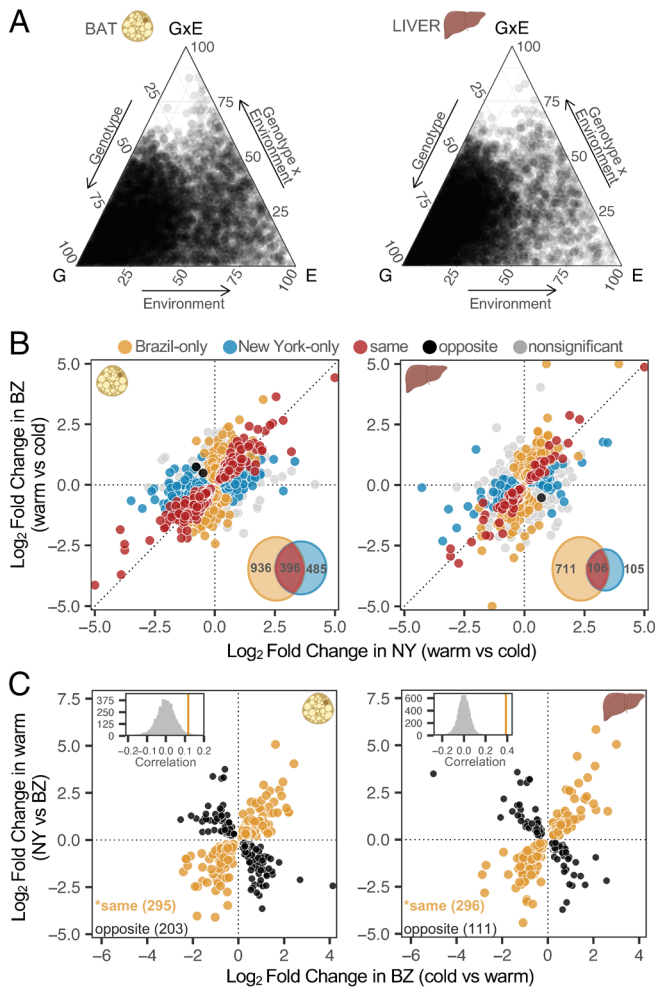 A
BAT
GxE
100
25
50
75
100
Genotype
Genotype x
Environment
75
50
25
G
25
50
75
100
E
Environment
LIVER
GxE
100
25
50
75
100
Genotype
Genotype x
Environment
75
50
25
G
25
50
75
100
E
Environment
B
Brazil-only New York-only same opposite nonsignificant
Log2 Fold Change in BZ
(warm vs cold)
5.0
2.5
0.0
−2.5
−5.0
936 396 485
−5.0 −2.5 0.0 2.5 5.0
5.0
2.5
0.0
−2.5
−5.0
711 106 105
−5.0 −2.5 0.0 2.5 5.0
Log2 Fold Change in NY (warm vs cold)
C
Log2 Fold Change in warm
(NY vs BZ)
7.5
5.0
2.5
0.0
−2.5
−5.0
375
250
125
0
−0.2 −0.1 0.0 0.1 0.2
Correlation
*same (295)
opposite (203)
−6 −4 −2 0 2 4
7.5
5.0
2.5
0.0
−2.5
−5.0
600
400
200
0
−0.2 0.0 0.2 0.4
Correlation
*same (296)
opposite (111)
−6 −4 −2 0 2 4
Log2 Fold Change in BZ (cold vs warm)